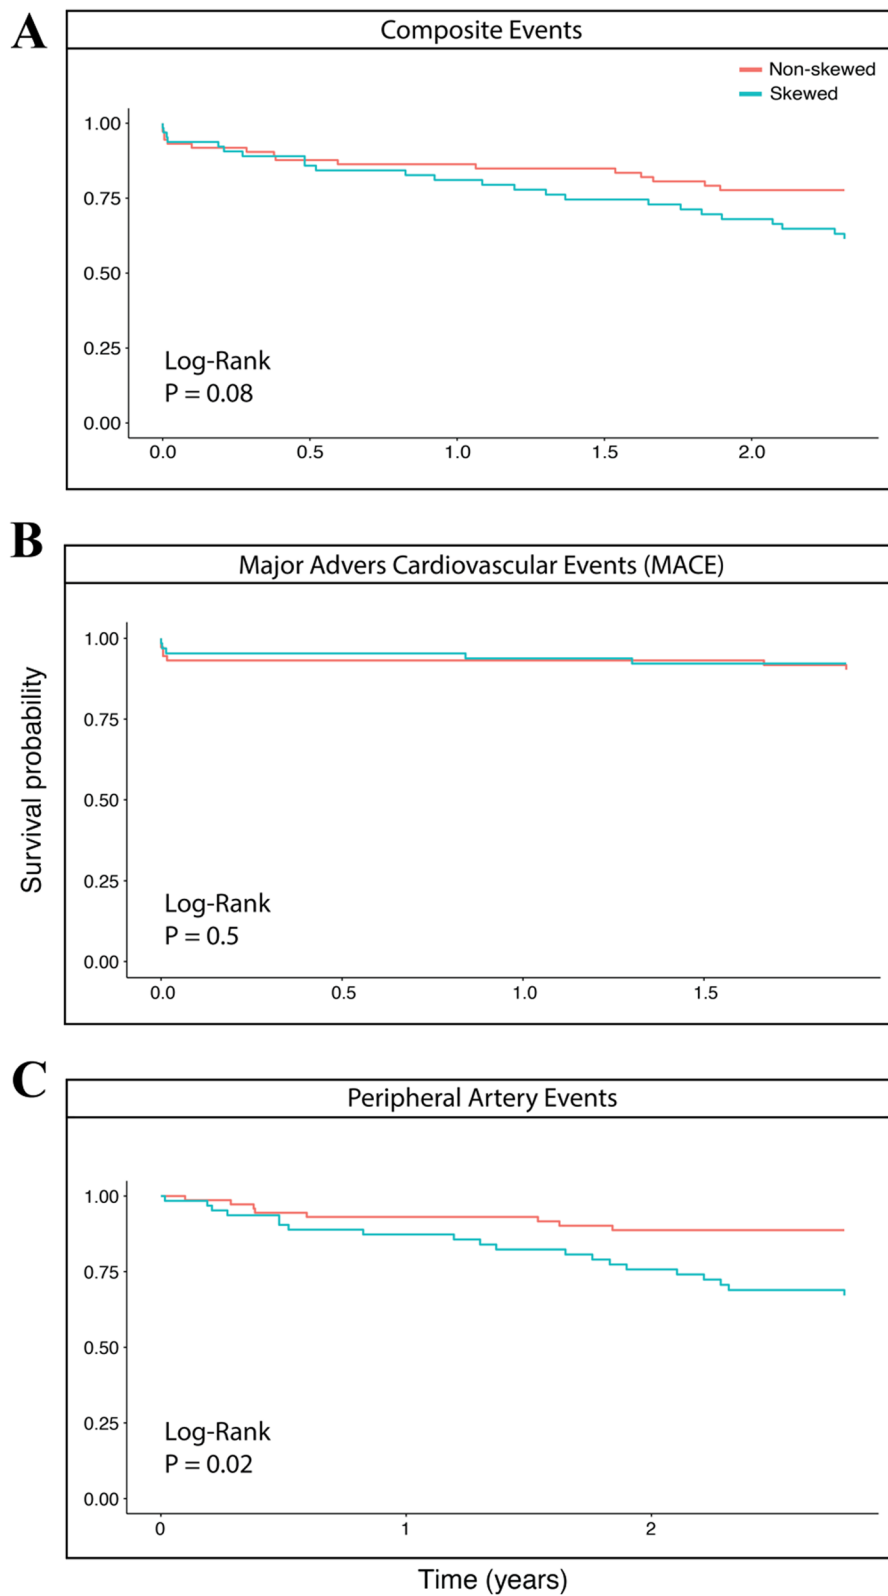 A
Composite Events
Non-skewed
Skewed
1.00
0.75
0.50
0.25
0.00
Log-Rank
P = 0.08
0.0 0.5 1.0 1.5 2.0
B
Major Advers Cardiovascular Events (MACE)
Survival probability
1.00
0.75
0.50
0.25
0.00
Log-Rank
P = 0.5
0.0 0.5 1.0 1.5
C
Peripheral Artery Events
1.00
0.75
0.50
0.25
0.00
Log-Rank
P = 0.02
0 1 2
Time (years)